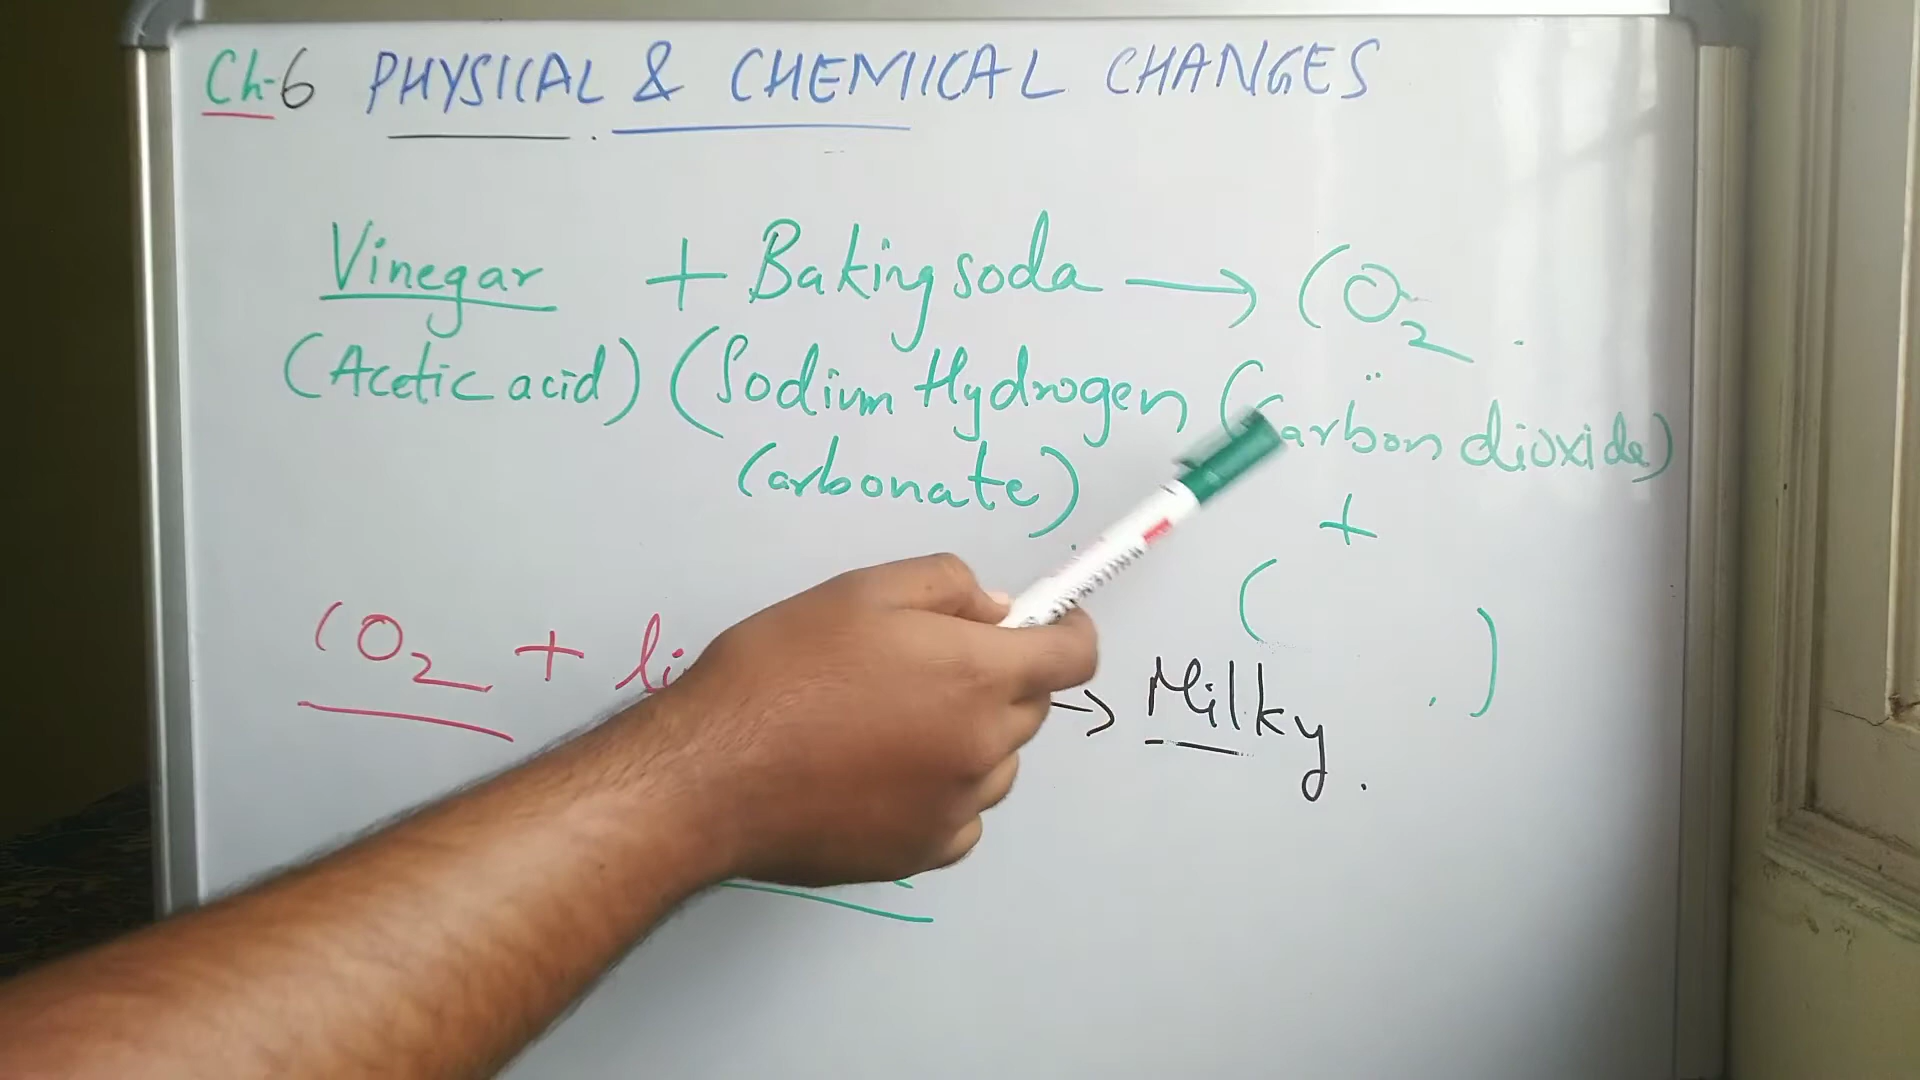 Ch-6 PHYSICAL & CHEMICAL CHANGES
Vinegar + Baking soda → CO₂
(Acetic acid) (Sodium Hydrogen (Carbon dioxide)
Carbonate)
+
( )
CO₂ + li → Milky.